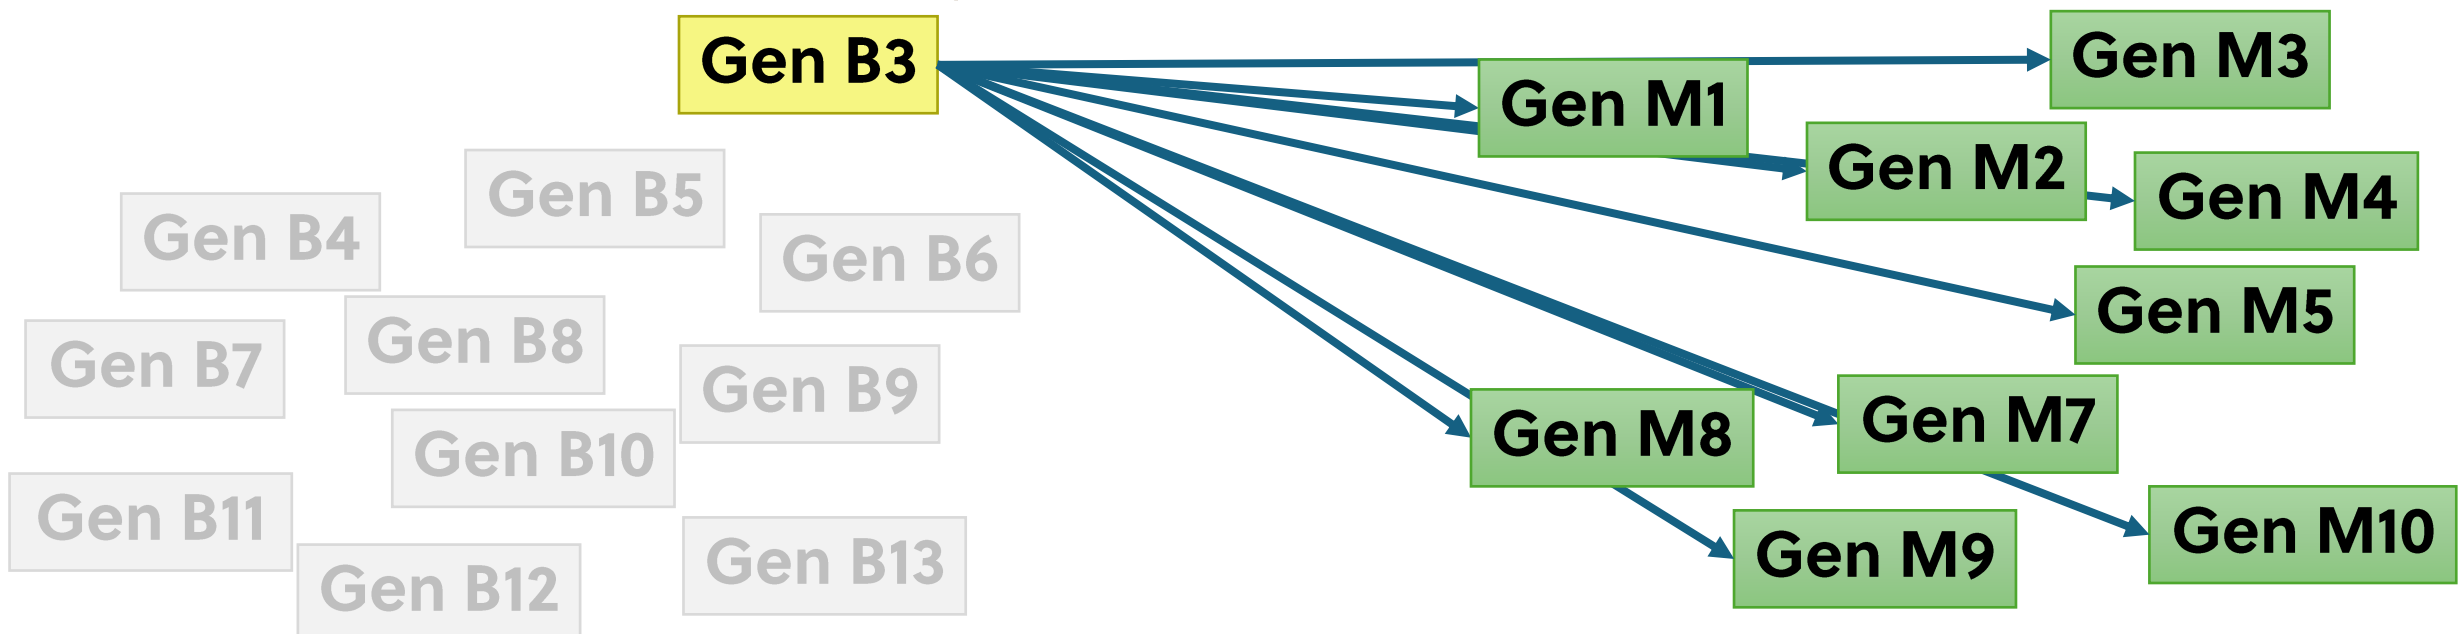 Gen B3
Gen M3
Gen M1
Gen M2
Gen M4
Gen B5
Gen B4
Gen B6
Gen M5
Gen B8
Gen B7
Gen B9
Gen M7
Gen M8
Gen B10
Gen B11
Gen M10
Gen M9
Gen B13
Gen B12